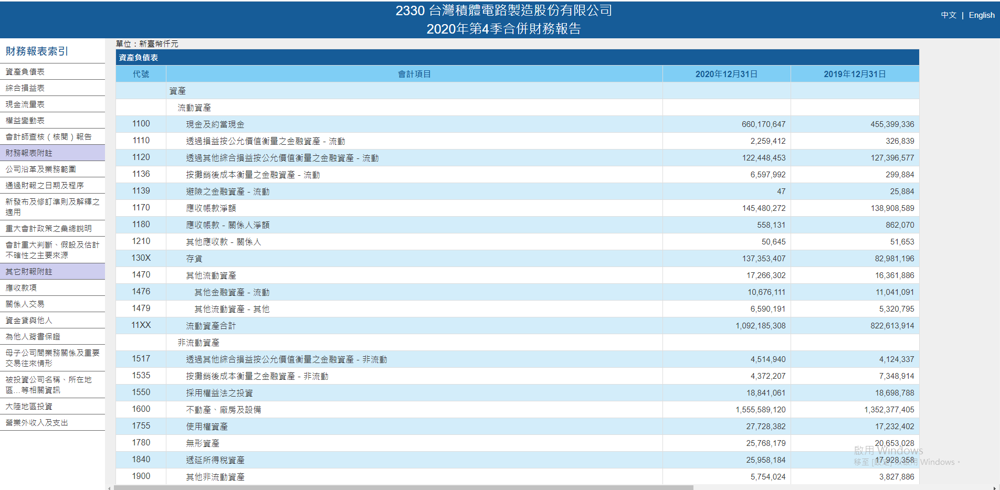 2330 台灣積體電路製造股份有限公司
2020年第4季合併財務報告
中文 | English
財務報表索引
資產負債表
綜合損益表
現金流量表
權益變動表
會計師查核（核閱）報告
財務報表附註
公司沿革及業務範圍
通過財報之日期及程序
新發布及修訂準則及解釋之
適用
重大會計政策之彙總說明
會計重大判斷、假設及估計
不確性之主要來源
其它財報附註
應收款項
關係人交易
資金貸與他人
為他人背書保證
母子公司間業務關係及重要
交易往來情形
被投資公司名稱、所在地
區...等相關資訊
大陸地區投資
營業外收入及支出
單位：新臺幣仟元
資產負債表
代號 會計項目 2020年12月31日 2019年12月31日
資產
流動資產
1100 現金及約當現金 660,170,647 455,399,336
1110 透過損益按公允價值衡量之金融資產－流動 2,259,412 326,839
1120 透過其他綜合損益按公允價值衡量之金融資產－流動 122,448,453 127,396,577
1136 按攤銷後成本衡量之金融資產－流動 6,597,992 299,884
1139 避險之金融資產－流動 47 25,884
1170 應收帳款淨額 145,480,272 138,908,589
1180 應收帳款－關係人淨額 558,131 862,070
1210 其他應收款－關係人 50,645 51,653
130X 存貨 137,353,407 82,981,196
1470 其他流動資產 17,266,302 16,361,886
1476 其他金融資產－流動 10,676,111 11,041,091
1479 其他流動資產－其他 6,590,191 5,320,795
11XX 流動資產合計 1,092,185,308 822,613,914
非流動資產
1517 透過其他綜合損益按公允價值衡量之金融資產－非流動 4,514,940 4,124,337
1535 按攤銷後成本衡量之金融資產－非流動 4,372,207 7,348,914
1550 採用權益法之投資 18,841,061 18,698,788
1600 不動產、廠房及設備 1,555,589,120 1,352,377,405
1755 使用權資產 27,728,382 17,232,402
1780 無形資產 25,768,179 20,653,028
1840 遞延所得稅資產 25,958,184 17,928,358
1900 其他非流動資產 5,754,024 3,827,886
啟用 Windows
移至 [設定] 以啟用 Windows。